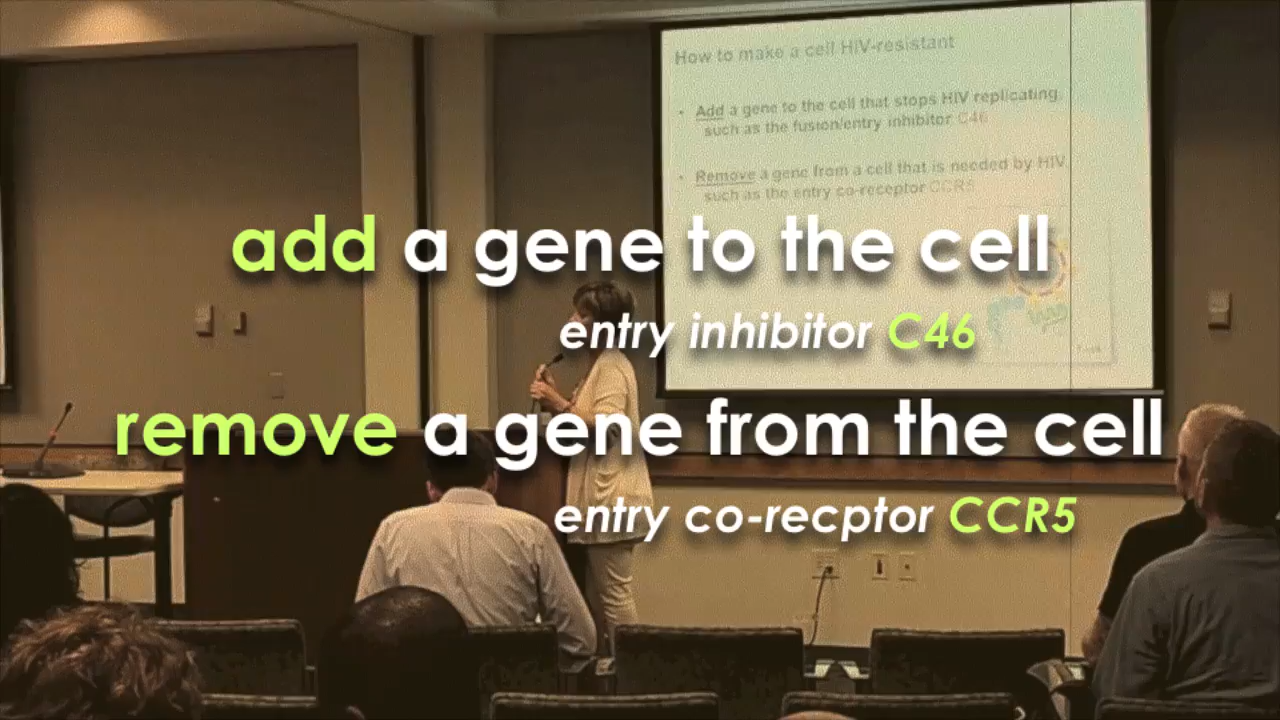 How to make a cell HIV-resistant
• Add a gene to the cell that stops HIV replicating
such as the fusion/entry inhibitor C46
• Remove a gene from a cell that is needed by HIV,
such as the entry co-receptor CCR5
add a gene to the cell
entry inhibitor C46
remove a gene from the cell
entry co-recptor CCR5